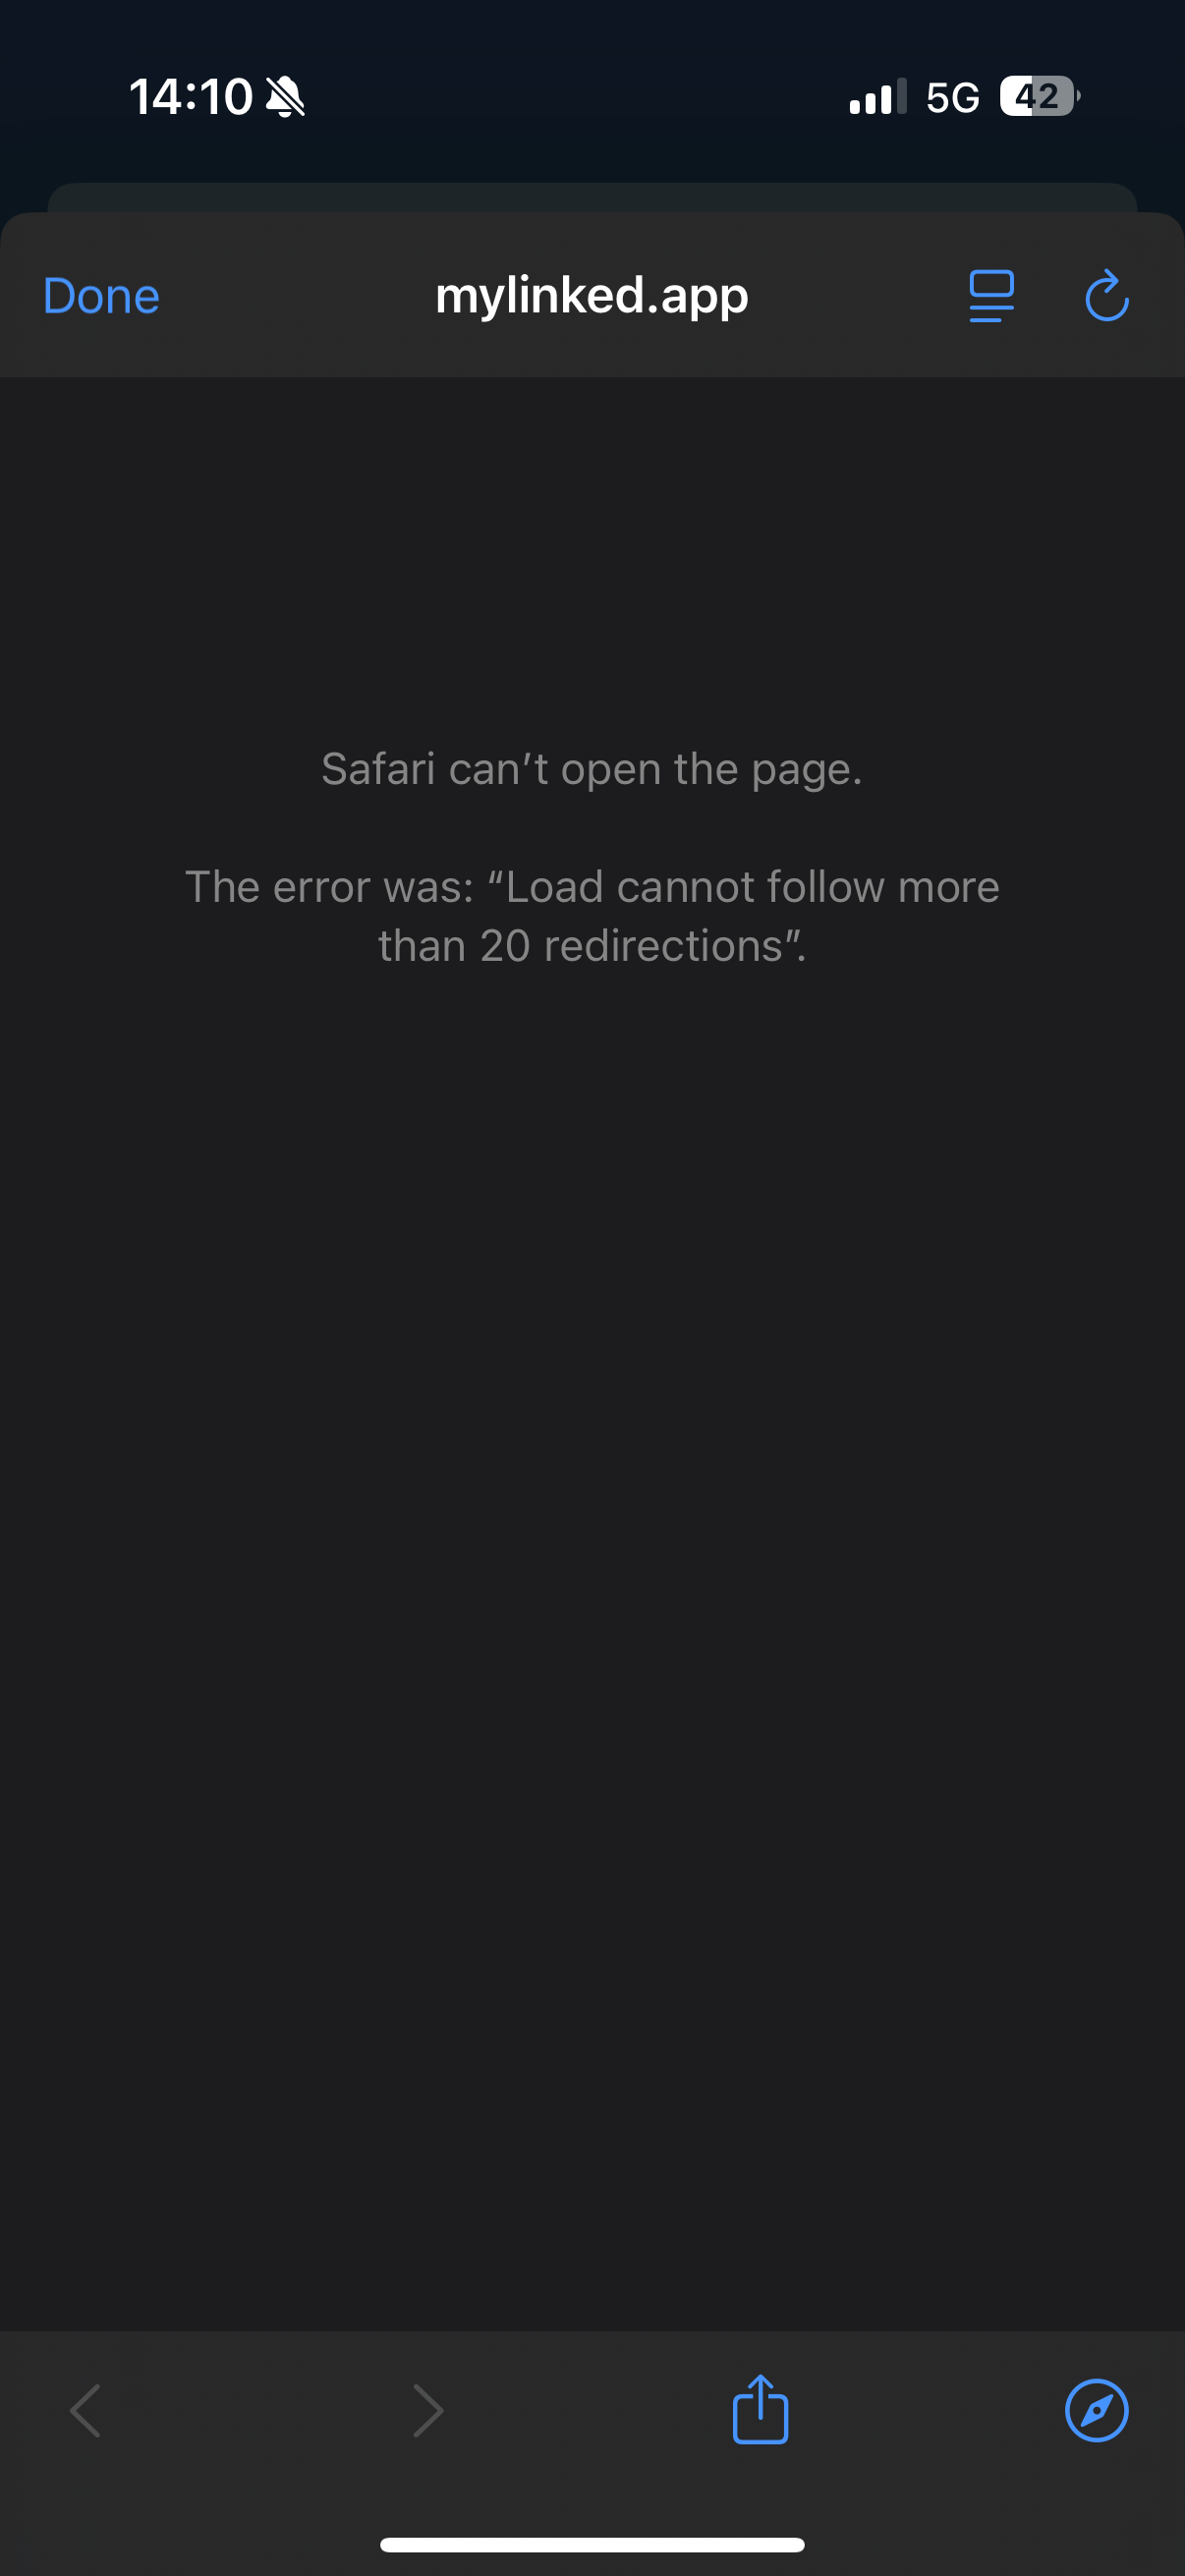 14:10 5G 42
Done mylinked.app
Safari can’t open the page.
The error was: “Load cannot follow more
than 20 redirections”.